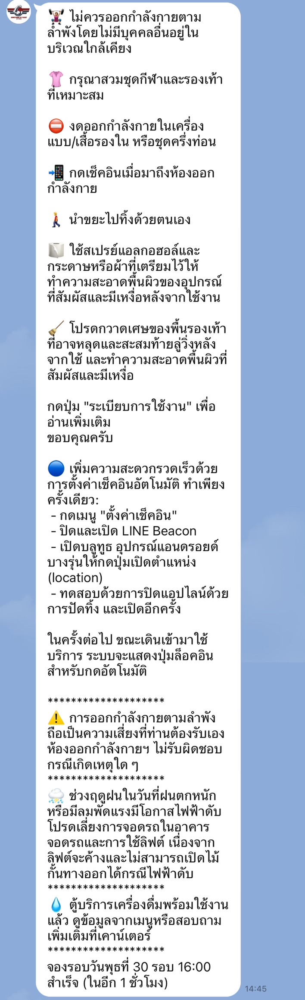 🏋️ ไม่ควรออกกำลังกายตาม
ลำพังโดยไม่มีบุคคลอื่นอยู่ใน
บริเวณใกล้เคียง
👚 กรุณาสวมชุดกีฬาและรองเท้า
ที่เหมาะสม
⛔ งดออกกำลังกายในเครื่อง
แบบ/เสื้อรองใน หรือชุดครึ่งท่อน
📲 กดเช็คอินเมื่อมาถึงห้องออก
กำลังกาย
🚶 นำขยะไปทิ้งด้วยตนเอง
🧻 ใช้สเปรย์แอลกอฮอล์และ
กระดาษหรือผ้าที่เตรียมไว้ให้
ทำความสะอาดพื้นผิวของอุปกรณ์
ที่สัมผัสและมีเหงื่อหลังจากใช้งาน
🧹 โปรดกวาดเศษของพื้นรองเท้า
ที่อาจหลุดและสะสมท้ายลู่วิ่งหลัง
จากใช้ และทำความสะอาดพื้นผิวที่
สัมผัสและมีเหงื่อ
กดปุ่ม "ระเบียบการใช้งาน" เพื่อ
อ่านเพิ่มเติม
ขอบคุณครับ
🔵 เพิ่มความสะดวกรวดเร็วด้วย
การตั้งค่าเช็คอินอัตโนมัติ ทำเพียง
ครั้งเดียว:
- กดเมนู "ตั้งค่าเช็คอิน"
- ปิดและเปิด LINE Beacon
- เปิดบลูทูธ อุปกรณ์แอนดรอยด์
บางรุ่นให้กดปุ่มเปิดตำแหน่ง
(location)
- ทดสอบด้วยการปิดแอปไลน์ด้วย
การปัดทิ้ง และเปิดอีกครั้ง
ในครั้งต่อไป ขณะเดินเข้ามาใช้
บริการ ระบบจะแสดงปุ่มล็อคอิน
สำหรับกดอัตโนมัติ
********************
⚠️ การออกกำลังกายตามลำพัง
ถือเป็นความเสี่ยงที่ท่านต้องรับเอง
ห้องออกกำลังกายฯ ไม่รับผิดชอบ
กรณีเกิดเหตุใด ๆ
********************
⛈️ ช่วงฤดูฝนในวันที่ฝนตกหนัก
หรือมีลมพัดแรงมีโอกาสไฟฟ้าดับ
โปรดเลี่ยงการจอดรถในอาคาร
จอดรถและการใช้ลิฟต์ เนื่องจาก
ลิฟต์จะค้างและไม่สามารถเปิดไม้
กั้นทางออกได้กรณีไฟฟ้าดับ
********************
💧 ตู้บริการเครื่องดื่มพร้อมใช้งาน
แล้ว ดูข้อมูลจากเมนูหรือสอบถาม
เพิ่มเติมที่เคาน์เตอร์
********************
จองรอบวันพุธที่ 30 รอบ 16:00
สำเร็จ (ในอีก 1 ชั่วโมง)
14:45